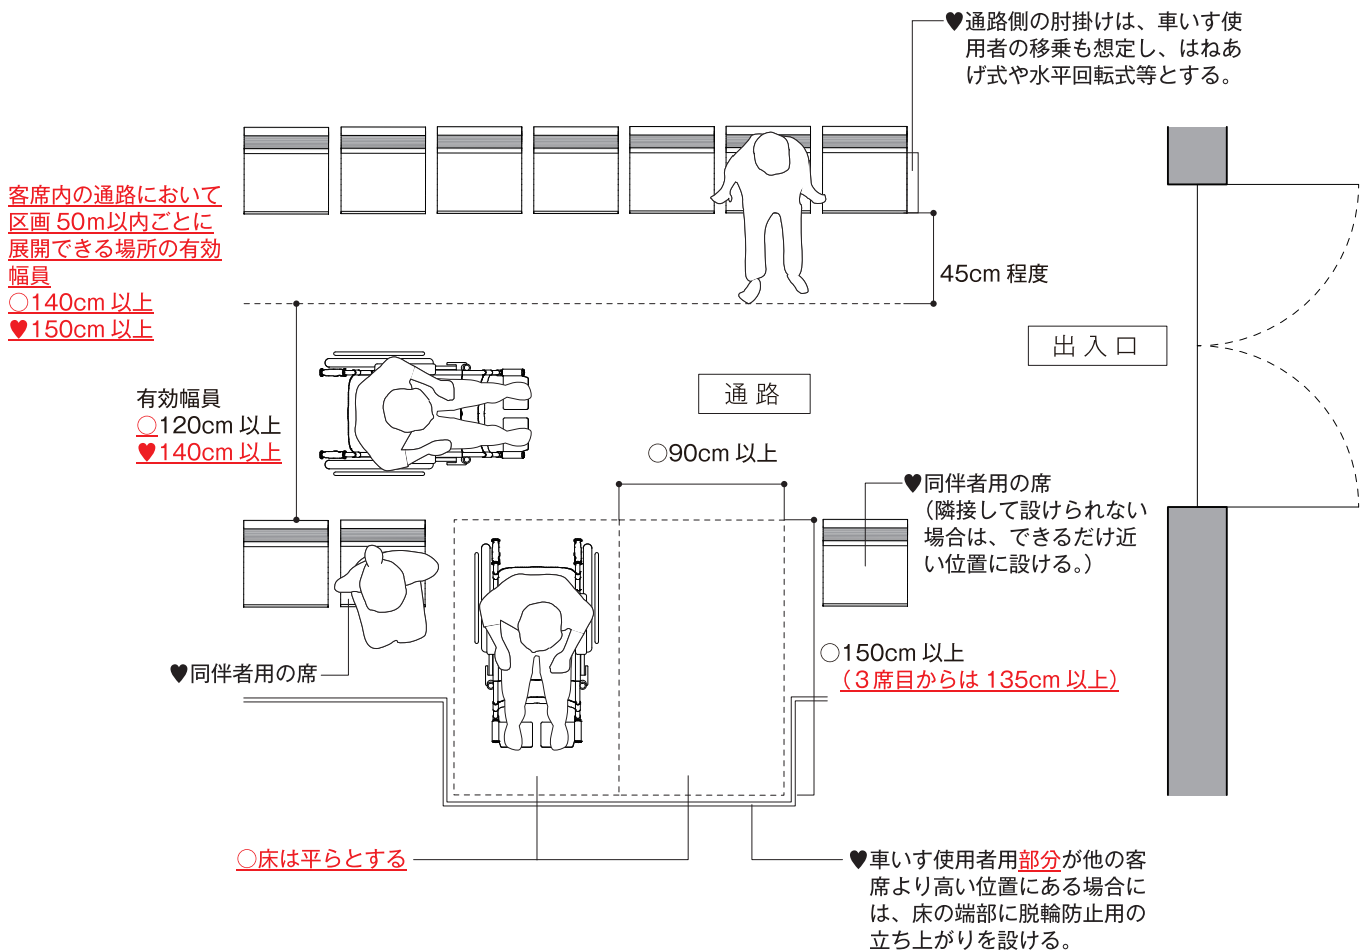 ♥通路側の肘掛けは、車いす使
用者の移乗も想定し、はねあ
げ式や水平回転式等とする。
客席内の通路において
区画 50m以内ごとに
展開できる場所の有効
幅員
○140cm 以上
♥150cm 以上
45cm 程度
出入口
通路
有効幅員
○120cm 以上
♥140cm 以上
○90cm 以上
♥同伴者用の席
（隣接して設けられない
場合は、できるだけ近
い位置に設ける。）
○150cm 以上
（３席目からは 135cm 以上）
♥同伴者用の席
○床は平らとする
♥車いす使用者用部分が他の客
席より高い位置にある場合に
は、床の端部に脱輪防止用の
立ち上がりを設ける。